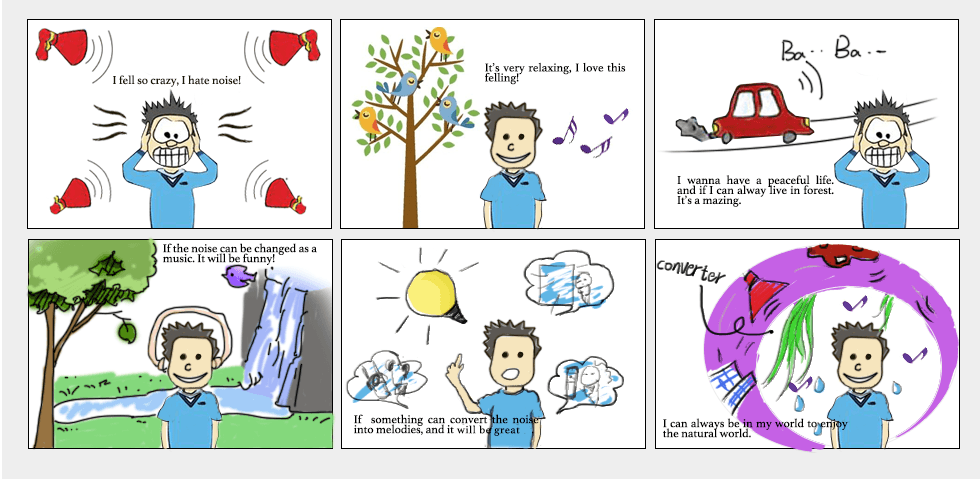 I fell so crazy, I hate noise!
It's very relaxing, I love this
felling!
Ba.. Ba..-
I wanna have a peaceful life.
and if I can alway live in forest.
It's a mazing.
If the noise can be changed as a
music. It will be funny!
If something can convert the noise
into melodies, and it will be great
converter
I can always be in my world to enjoy
the natural world.